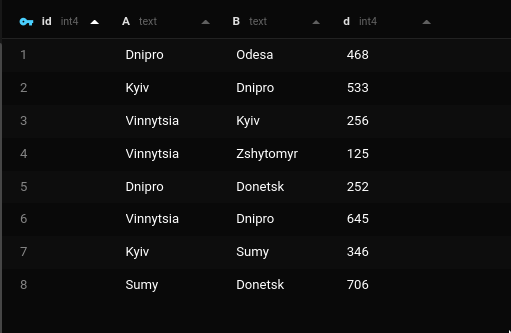 id int4 A text B text d int4
1 Dnipro Odesa 468
2 Kyiv Dnipro 533
3 Vinnytsia Kyiv 256
4 Vinnytsia Zshytomyr 125
5 Dnipro Donetsk 252
6 Vinnytsia Dnipro 645
7 Kyiv Sumy 346
8 Sumy Donetsk 706